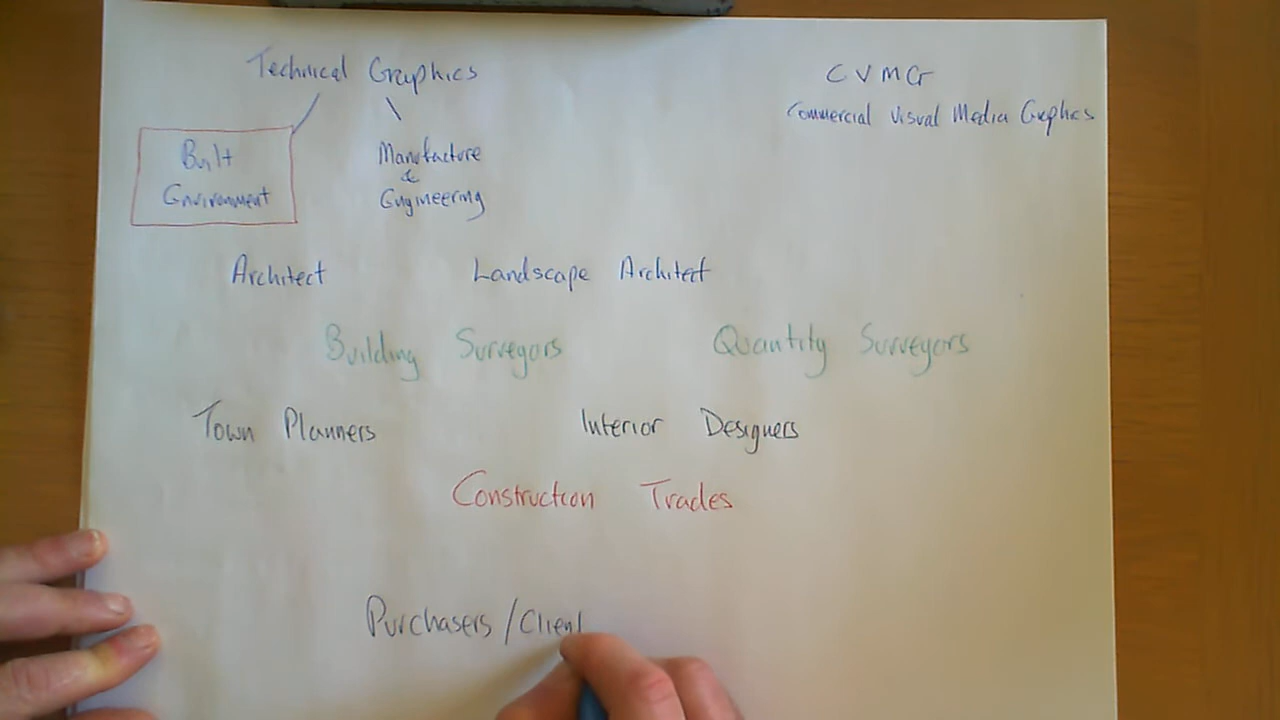 Technical Graphics
CVMG
Commercial Visual Media Graphics
Built
Environment
Manufacture
&
Engineering
Architect
Landscape Architect
Building Surveyors
Quantity Surveyors
Town Planners
Interior Designers
Construction Trades
Purchasers / Client